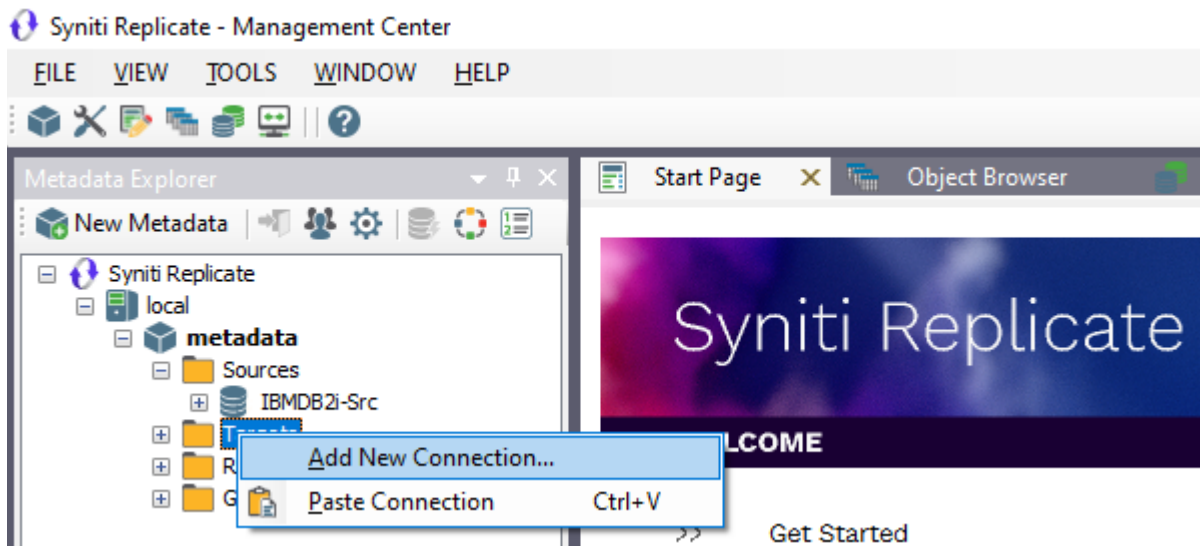 Syniti Replicate - Management Center
FILE VIEW TOOLS WINDOW HELP
Metadata Explorer
Start Page
Object Browser
New Metadata
Syniti Replicate
local
metadata
Sources
IBMDB2i-Src
R
G
Add New Connection...
Paste Connection Ctrl+V
Syniti Replicate
LCOME
>> Get Started